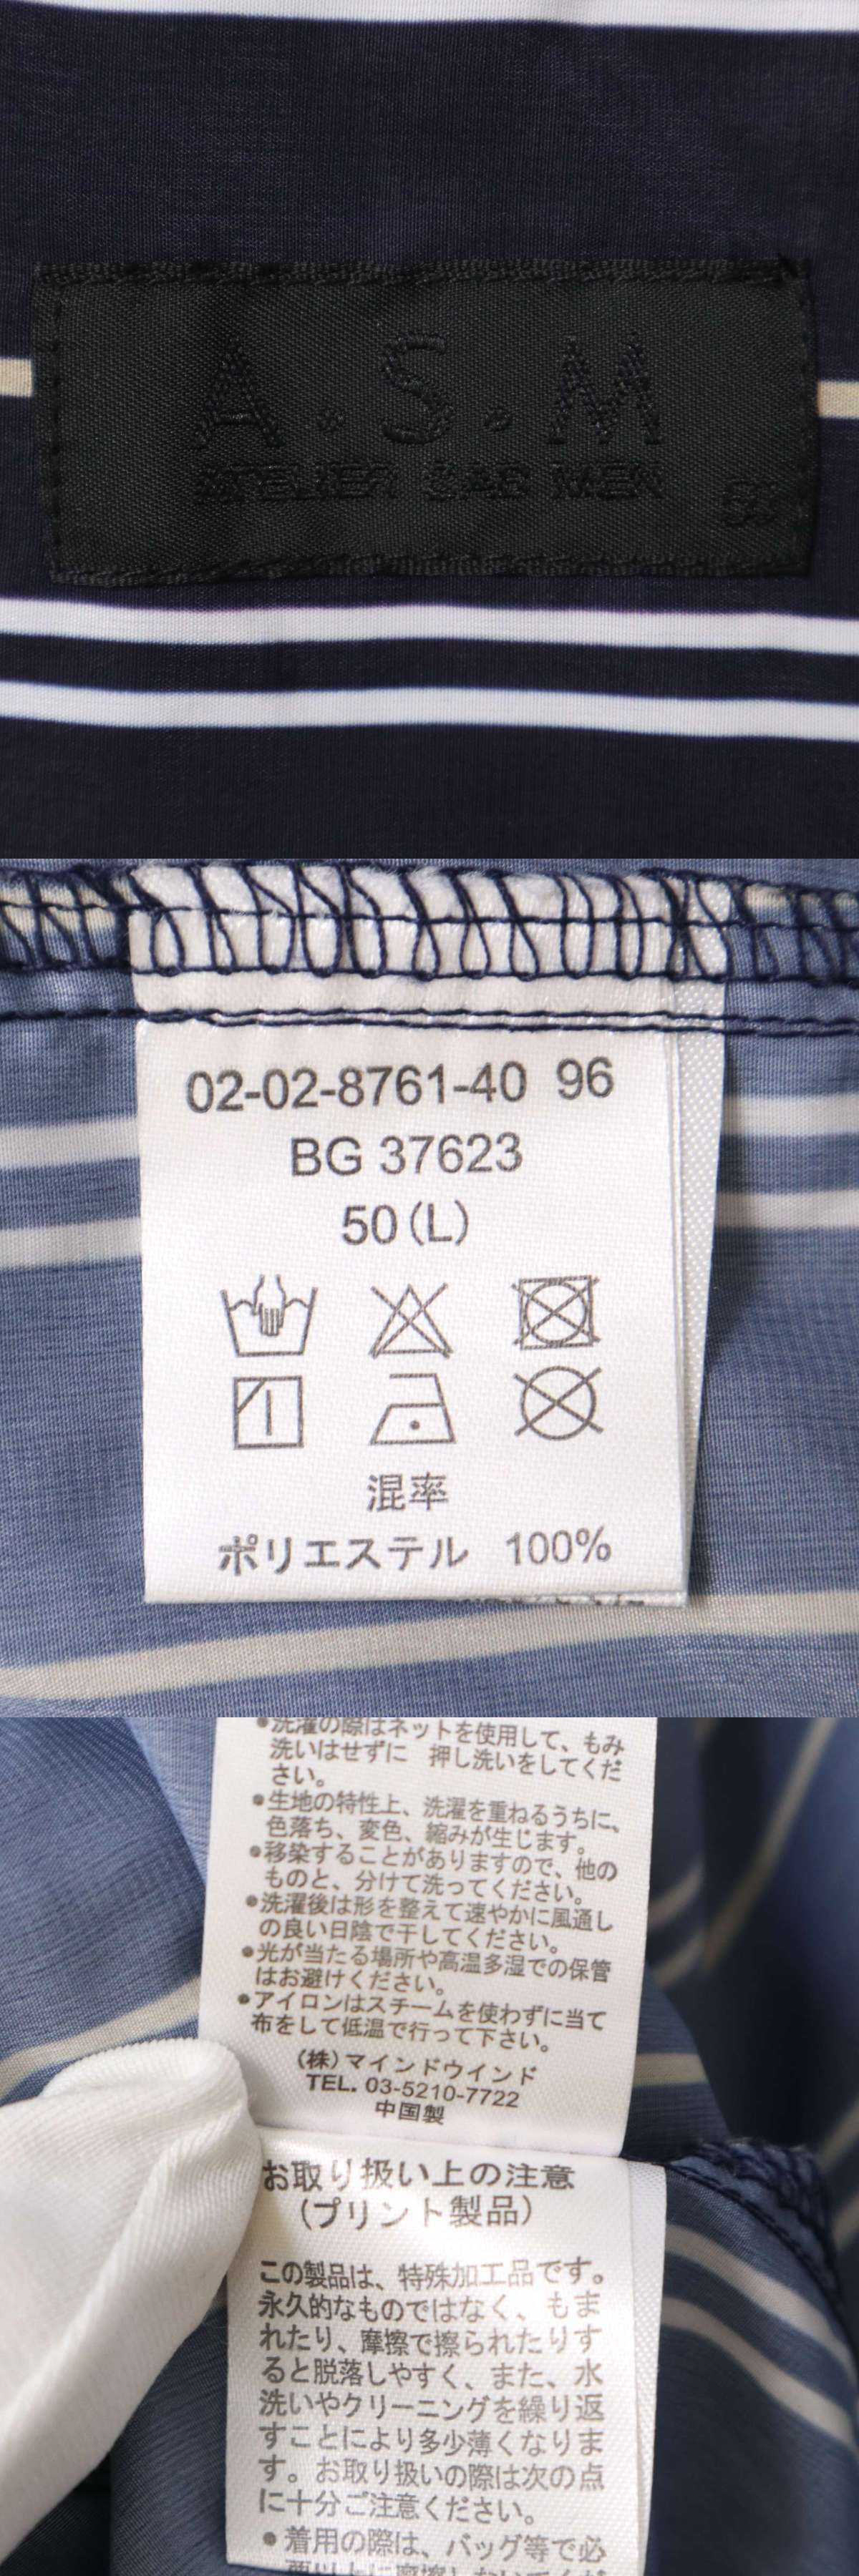 A.S.M
ATELIER SAB MEN
50
02-02-8761-40 96
BG 37623
50(L)
混率
ポリエステル 100%
●洗濯の際はネットを使用して、もみ
洗いはせずに 押し洗いをしてくだ
さい。
●生地の特性上、洗濯を重ねるうちに、
色落ち、変色、縮みが生じます。
●移染することがありますので、他の
ものと、分けて洗ってください。
●洗濯後は形を整えて速やかに風通し
の良い日陰で干してください。
●光が当たる場所や高温多湿での保管
はお避けください。
●アイロンはスチームを使わずに当て
布をして低温で行って下さい。
(株)マインドウインド
TEL. 03-5210-7722
中国製
お取り扱い上の注意
(プリント製品)
この製品は、特殊加工品です。
永久的なものではなく、もま
れたり、摩擦で擦られたりす
ると脱落しやすく、また、水
洗いやクリーニングを繰り返
すことにより多少薄くなりま
す。お取り扱いの際は次の点
に十分ご注意ください。
●着用の際は、バッグ等で必